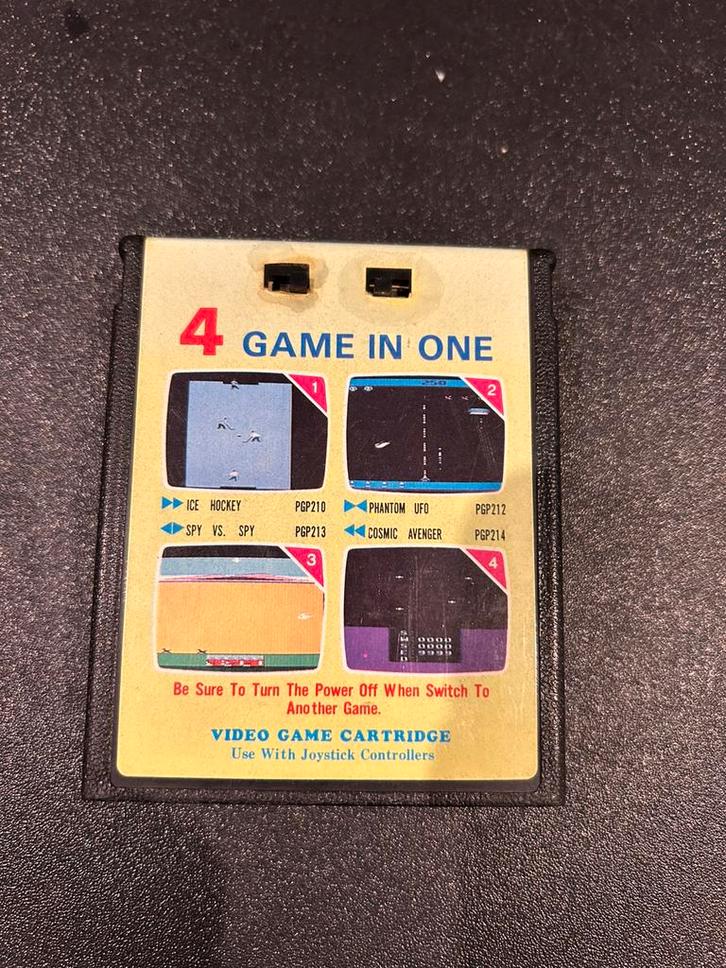 4 GAME IN ONE
1
250
2
ICE HOCKEY PGP210
PHANTOM UFO PGP212
SPY VS. SPY PGP213
COSMIC AVENGER PGP214
3
4
Be Sure To Turn The Power Off When Switch To
Another Game.
VIDEO GAME CARTRIDGE
Use With Joystick Controllers